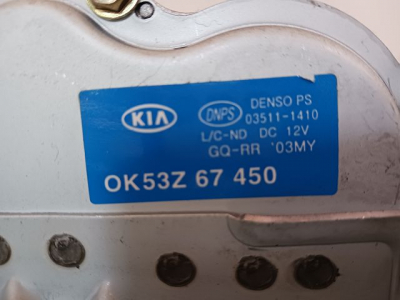 KIA DNPS DENSO PS
03511-1410
L/C-ND DC 12V
GQ-RR '03MY
OK53Z 67 450